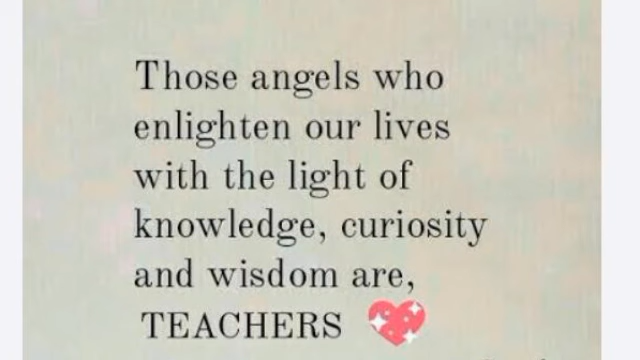 Those angels who
enlighten our lives
with the light of
knowledge, curiosity
and wisdom are,
TEACHERS 💖